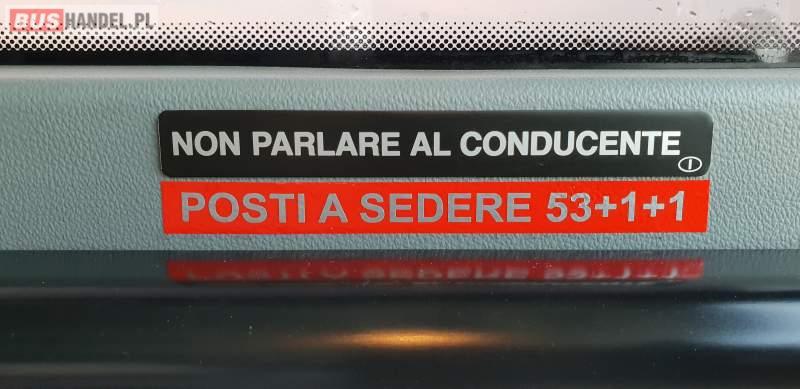 BUSHANDEL.PL
NON PARLARE AL CONDUCENTE
I
POSTI A SEDERE 53+1+1